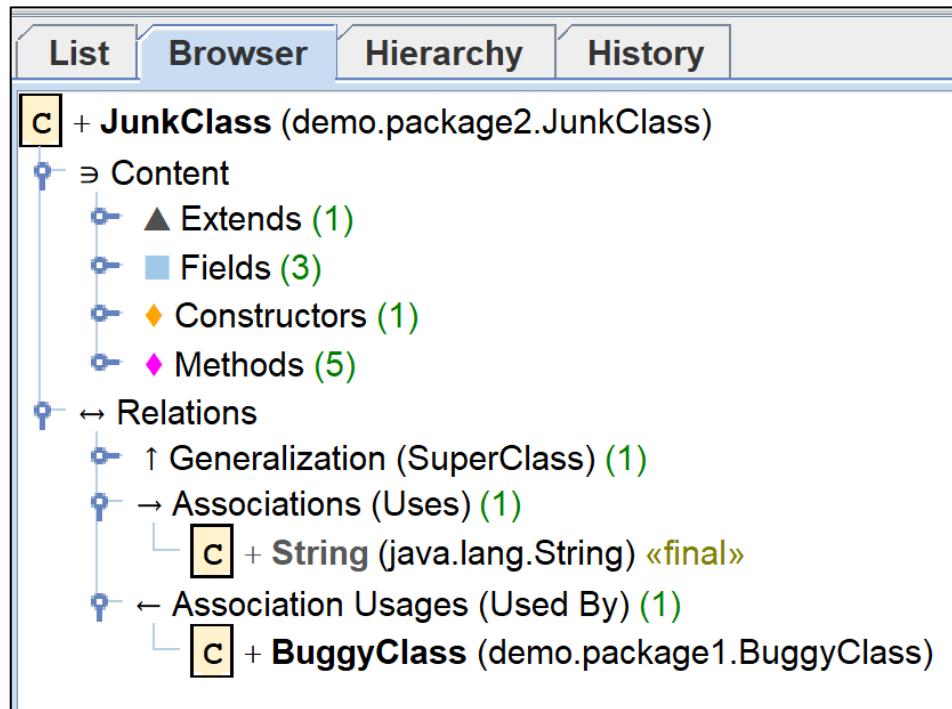 List Browser Hierarchy History
C + JunkClass (demo.package2.JunkClass)
∋ Content
▲ Extends (1)
■ Fields (3)
♦ Constructors (1)
♦ Methods (5)
↔ Relations
↑ Generalization (SuperClass) (1)
→ Associations (Uses) (1)
C + String (java.lang.String) «final»
← Association Usages (Used By) (1)
C + BuggyClass (demo.package1.BuggyClass)